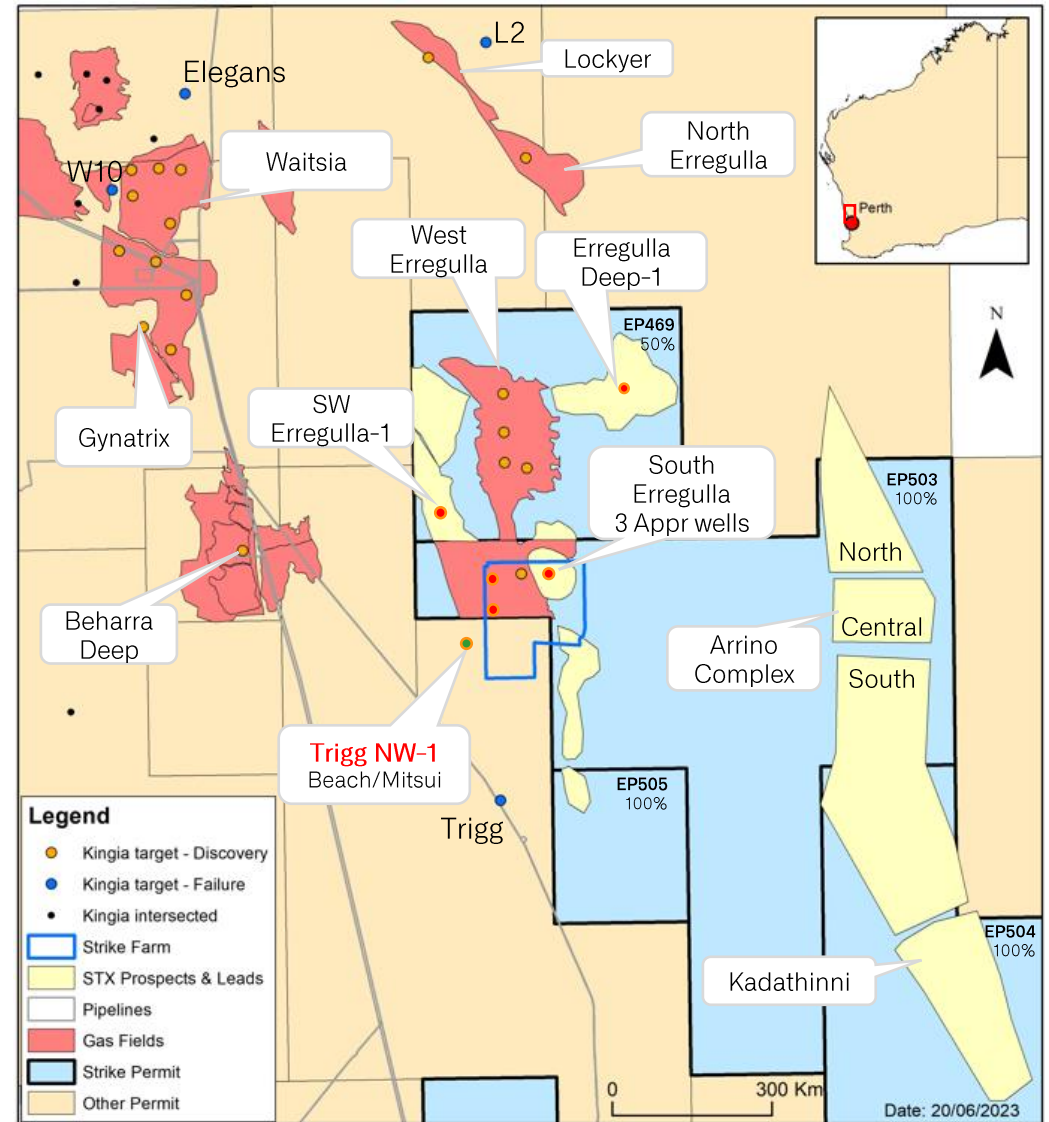 L2
Lockyer
Elegans
North
Erregulla
Waitsia
W10
Perth
West
Erregulla
Erregulla
Deep-1
N
EP469
50%
SW
Erregulla-1
Gynatrix
South
Erregulla
3 Appr wells
EP503
100%
North
Central
South
Beharra
Deep
Arrino
Complex
Trigg NW-1
Beach/Mitsui
EP505
100%
Trigg
Legend
Kingia target - Discovery
Kingia target - Failure
Kingia intersected
Strike Farm
STX Prospects & Leads
Pipelines
Gas Fields
Strike Permit
Other Permit
EP504
100%
Kadathinni
0 300 Km
Date: 20/06/2023